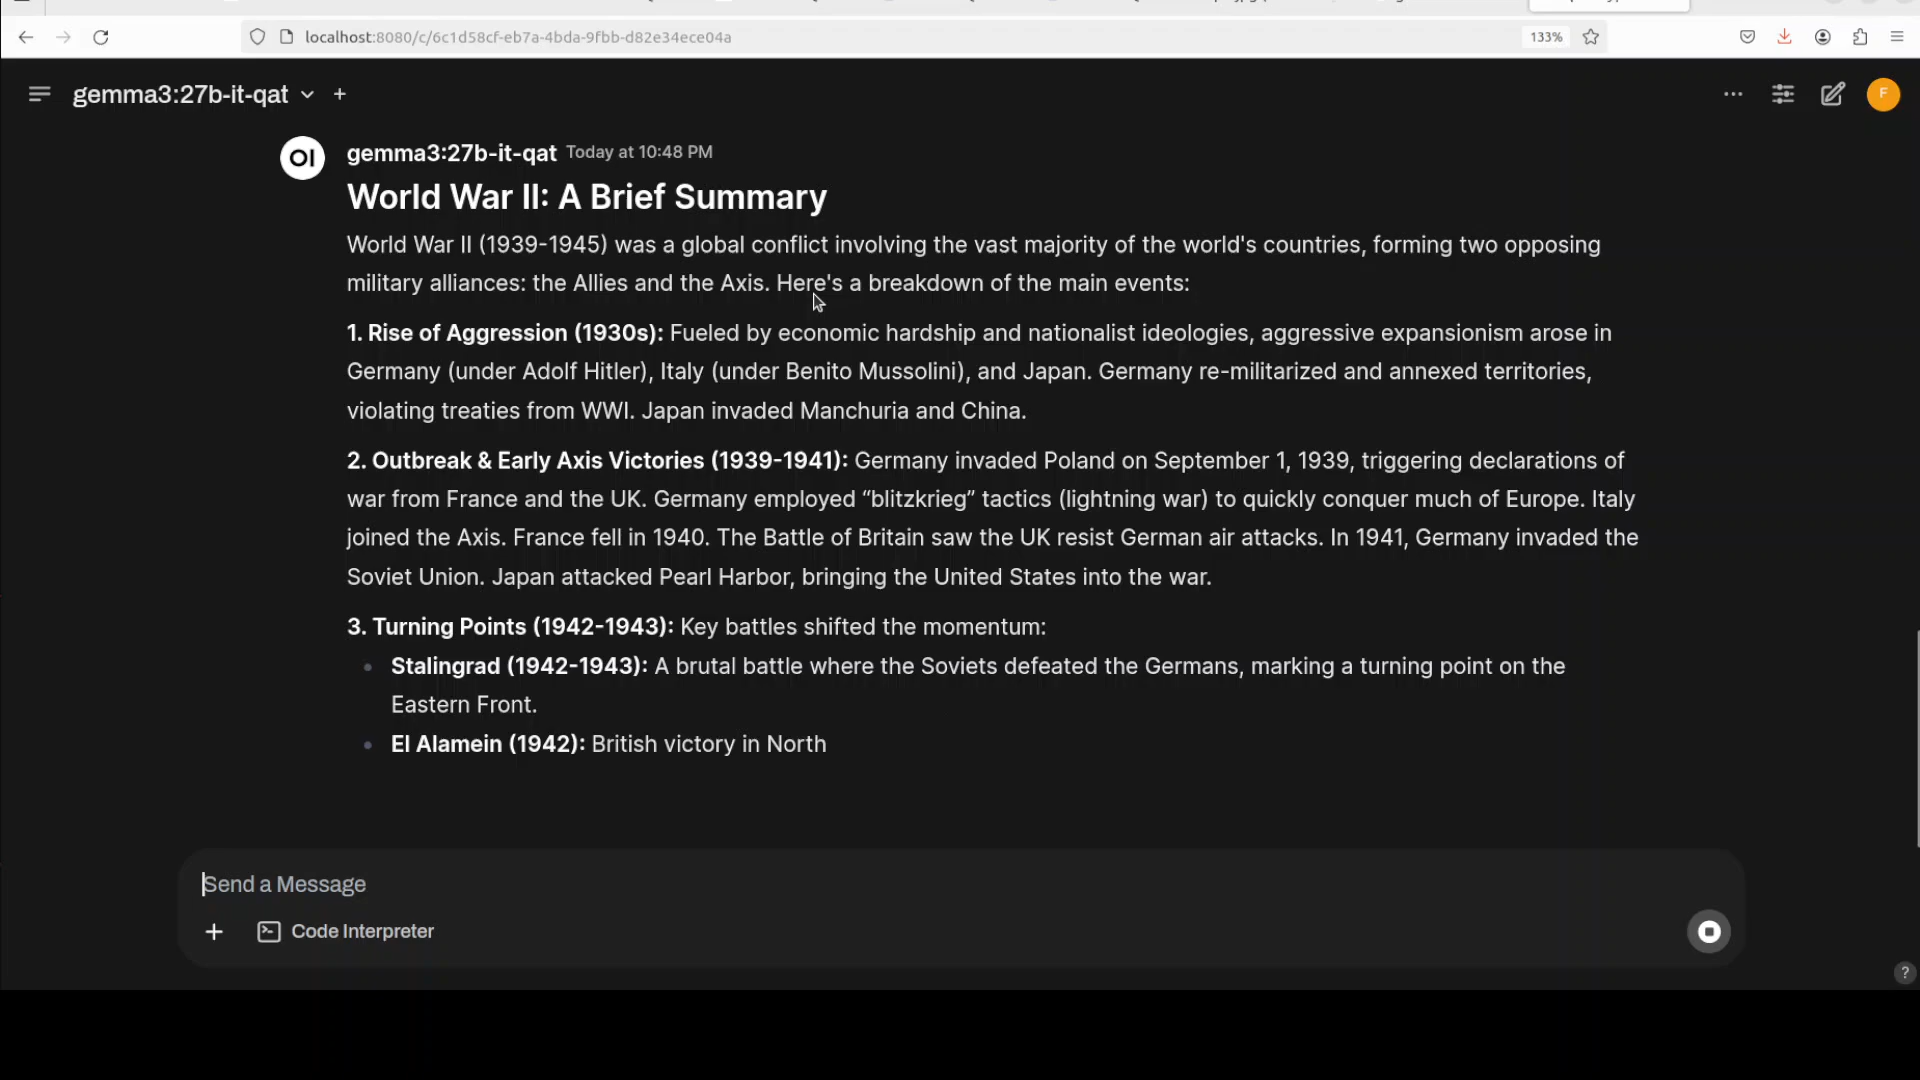 localhost:8080/c/6c1d58cf-eb7a-4bda-9fbb-d82e34ece04a
133%
gemma3:27b-it-qat
F
OI
gemma3:27b-it-qat Today at 10:48 PM
World War II: A Brief Summary
World War II (1939-1945) was a global conflict involving the vast majority of the world's countries, forming two opposing
military alliances: the Allies and the Axis. Here's a breakdown of the main events:
1. Rise of Aggression (1930s): Fueled by economic hardship and nationalist ideologies, aggressive expansionism arose in
Germany (under Adolf Hitler), Italy (under Benito Mussolini), and Japan. Germany re-militarized and annexed territories,
violating treaties from WWI. Japan invaded Manchuria and China.
2. Outbreak & Early Axis Victories (1939-1941): Germany invaded Poland on September 1, 1939, triggering declarations of
war from France and the UK. Germany employed “blitzkrieg” tactics (lightning war) to quickly conquer much of Europe. Italy
joined the Axis. France fell in 1940. The Battle of Britain saw the UK resist German air attacks. In 1941, Germany invaded the
Soviet Union. Japan attacked Pearl Harbor, bringing the United States into the war.
3. Turning Points (1942-1943): Key battles shifted the momentum:
• Stalingrad (1942-1943): A brutal battle where the Soviets defeated the Germans, marking a turning point on the
Eastern Front.
• El Alamein (1942): British victory in North
Send a Message
Code Interpreter
?